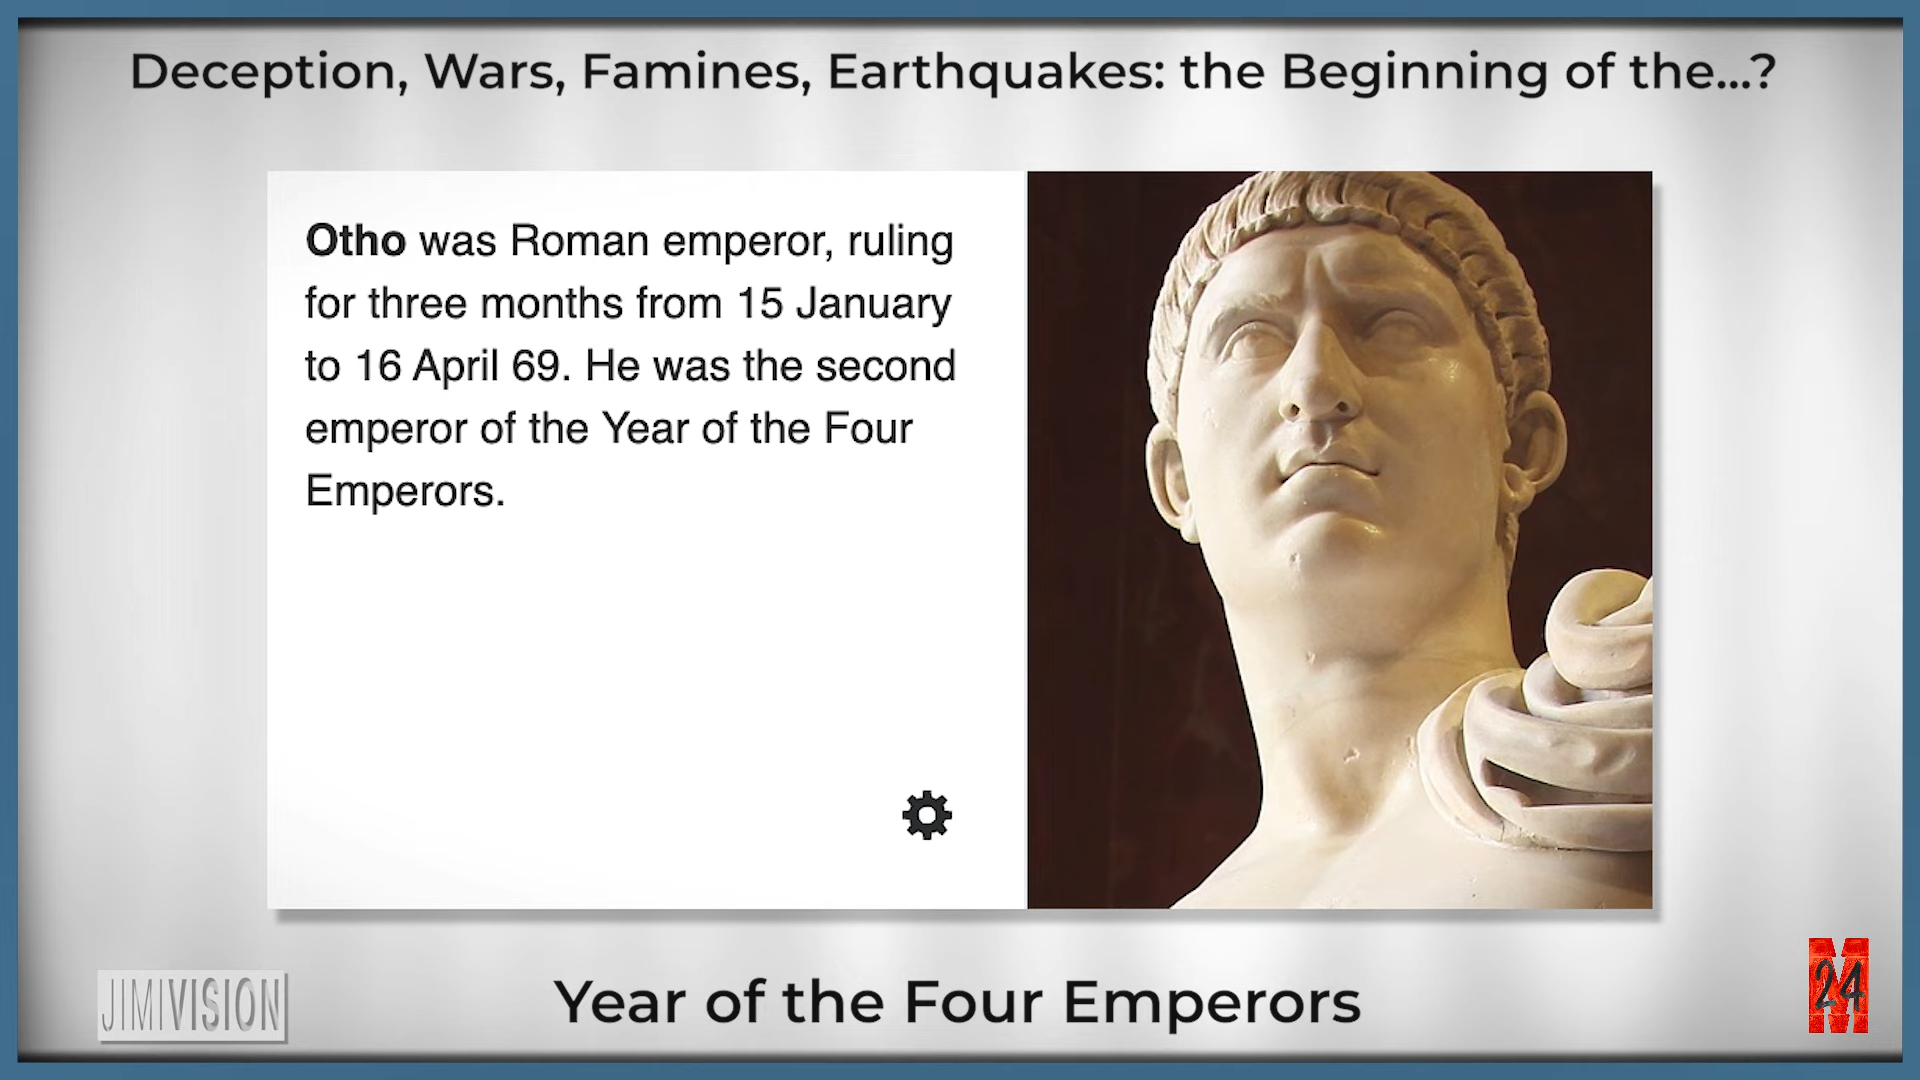 Deception, Wars, Famines, Earthquakes: the Beginning of the...?
Otho was Roman emperor, ruling
for three months from 15 January
to 16 April 69. He was the second
emperor of the Year of the Four
Emperors.
JIMIVISION
Year of the Four Emperors
M
24